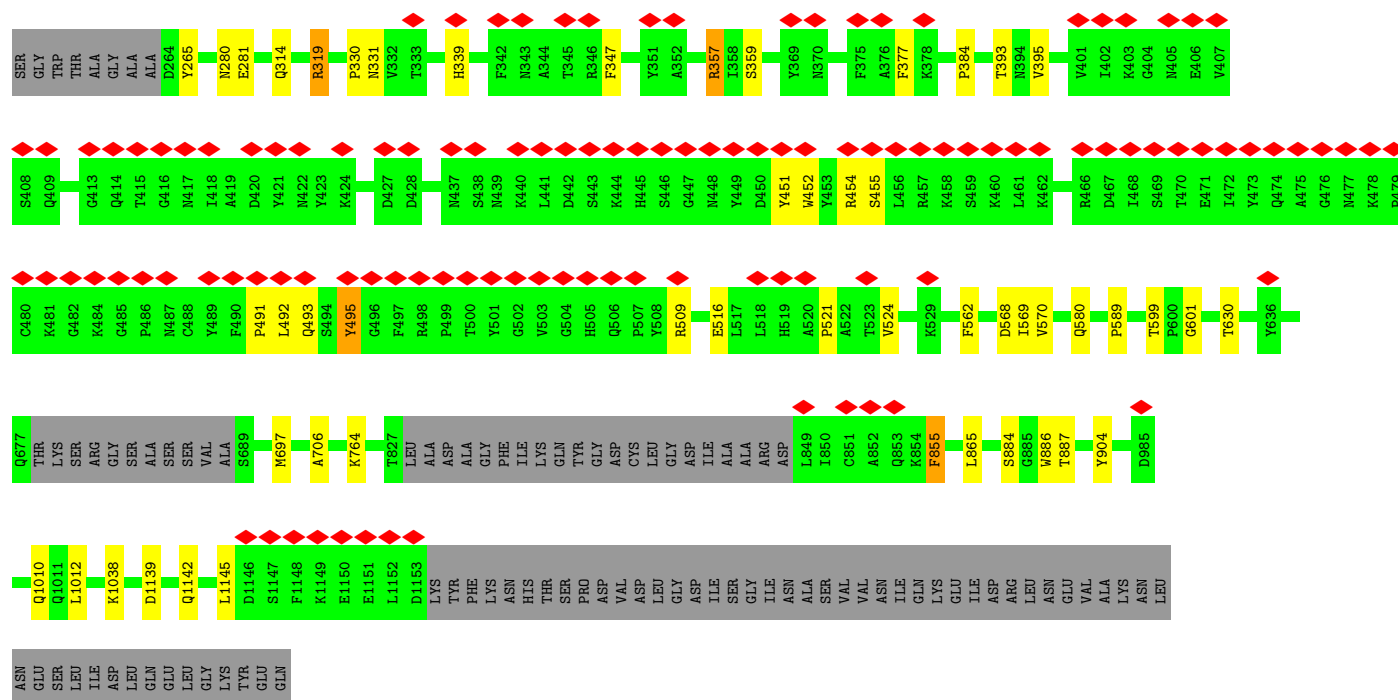 SER GLY TRP THR ALA GLY ALA ALA D264 Y265 N280 E281 Q314 R319 P330 N331 V332 T333 H339 F342 N343 A344 T345 R346 F347 Y351 A352 R357 I358 S359 Y369 N370 F375 A376 F377 K378 P384 T393 N394 V395 V401 I402 K403 G404 N405 E406 V407
S408 Q409 G413 Q414 T415 G416 N417 I418 A419 D420 Y421 N422 Y423 K424 D427 D428 N437 S438 N439 K440 L441 D442 S443 K444 H445 S446 G447 N448 Y449 D450 Y451 W452 Y453 R454 S455 L456 R457 K458 S459 K460 L461 K462 R466 D467 I468 S469 T470 E471 I472 Y473 Q474 A475 G476 N477 K478 P479
C480 K481 G482 K484 G485 P486 N487 C488 Y489 F490 P491 L492 Q493 S494 Y495 G496 F497 R498 P499 T500 Y501 G502 V503 G504 H505 Q506 P507 Y508 R509 E516 L517 L518 H519 A520 P521 A522 T523 V524 K529 F562 D568 I569 V570 Q580 P589 T599 P600 G601 T630 Y636
Q677 THR LYS SER ARG GLY SER ALA SER SER VAL ALA S689 M697 A706 K764 T827 LEU ALA ASP ALA GLY PHE ILE LYS GLN TYR GLY ASP CYS LEU GLY ASP ILE ALA ALA ARG ASP L849 I850 C851 A852 Q853 K854 F855 L865 S884 G885 W886 T887 Y904 D985
Q1010 Q1011 L1012 K1038 D1139 Q1142 L1145 D1146 S1147 F1148 K1149 E1150 E1151 L1152 D1153 LYS TYR PHE LYS ASN HIS THR SER PRO ASP VAL ASP LEU GLY ASP ILE SER GLY ILE ASN ALA SER VAL VAL ASN ILE GLN LYS GLU ILE ASP ARG LEU ASN GLU VAL ALA LYS ASN LEU
ASN GLU SER LEU ILE ASP LEU GLN GLU LEU GLY LYS TYR GLU GLN